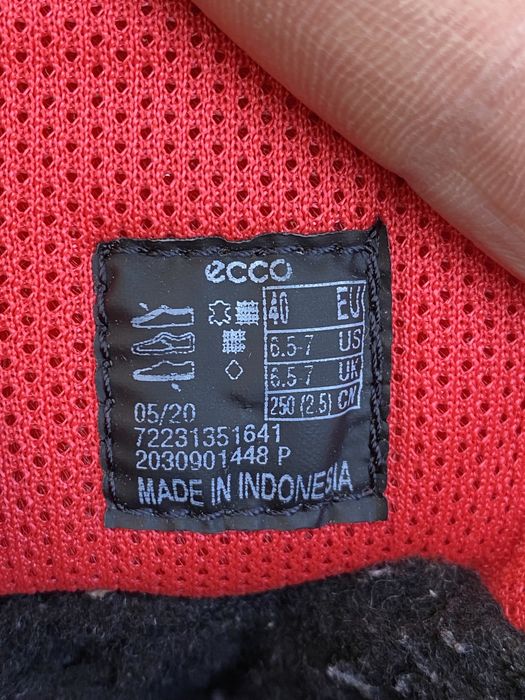 ecco
40 EU
6.5-7 US
6.5-7 UK
250 (2.5) CN
05/20
72231351641
2030901448 P
MADE IN INDONESIA